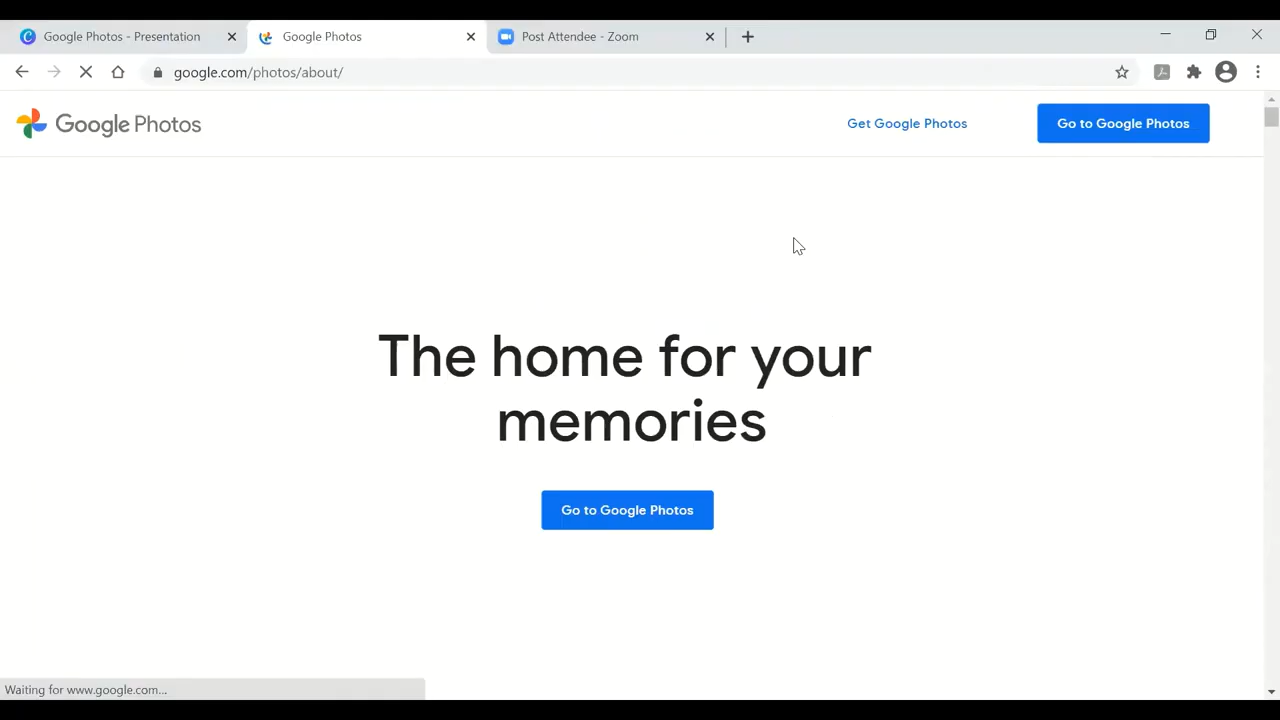 Google Photos - Presentation
Google Photos
Post Attendee - Zoom
google.com/photos/about/
Google Photos
Get Google Photos
Go to Google Photos
The home for your
memories
Go to Google Photos
Waiting for www.google.com...